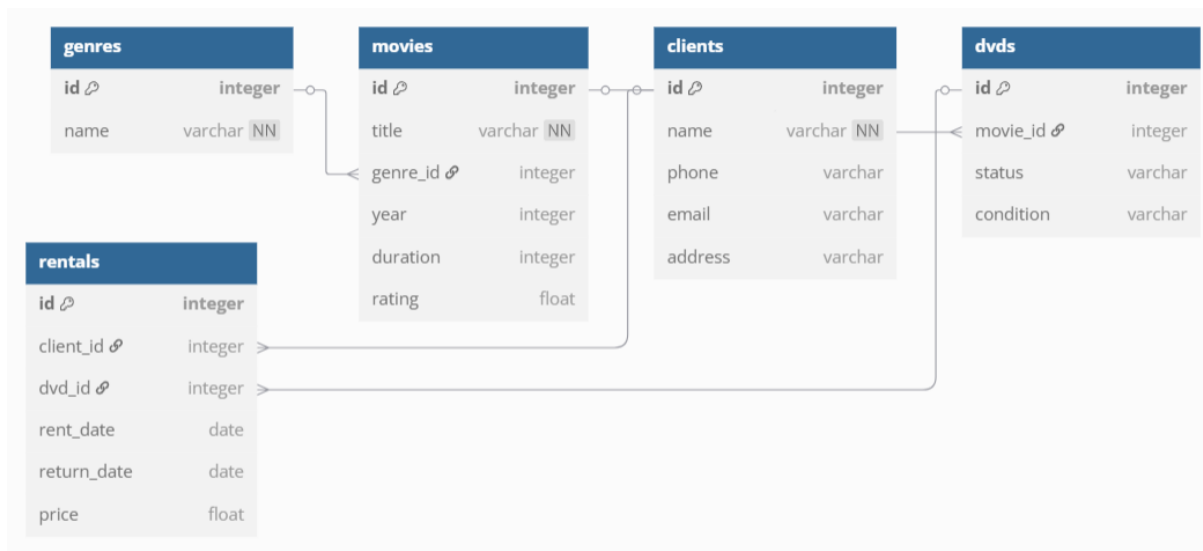 genres
id integer
name varchar NN
movies
id integer
title varchar NN
genre_id integer
year integer
duration integer
rating float
clients
id integer
name varchar NN
phone varchar
email varchar
address varchar
dvds
id integer
movie_id integer
status varchar
condition varchar
rentals
id integer
client_id integer
dvd_id integer
rent_date date
return_date date
price float